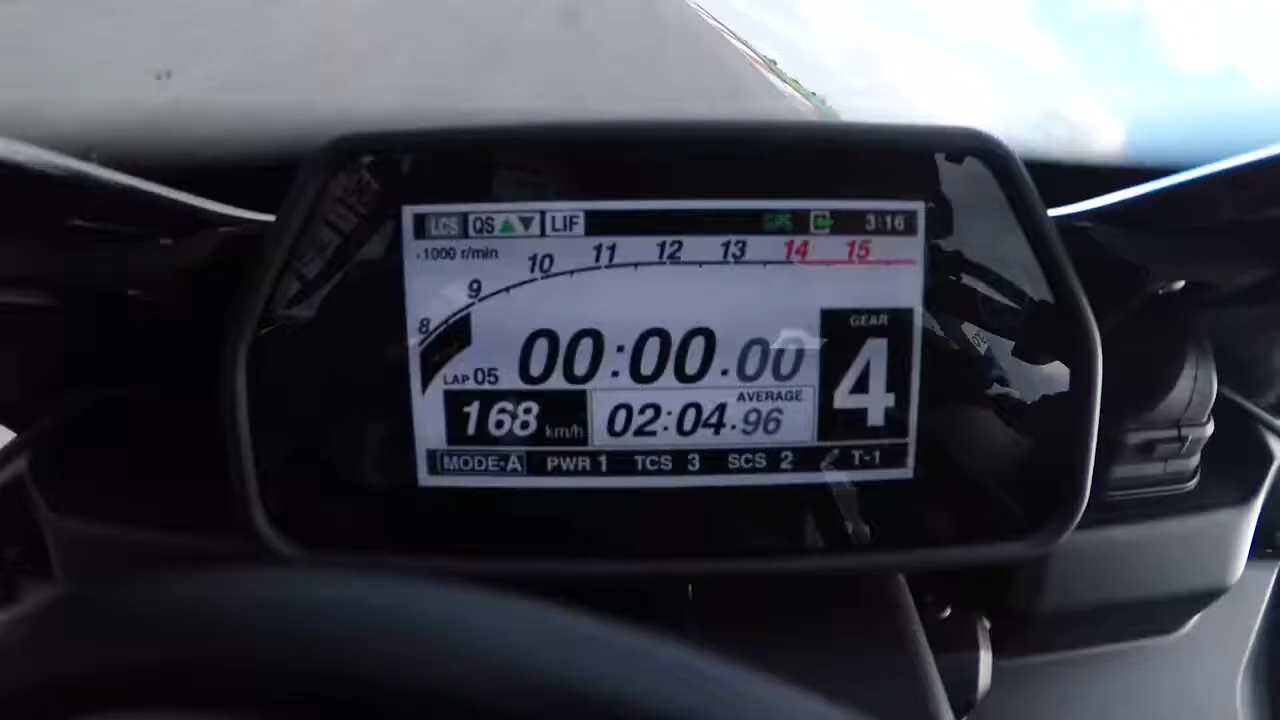 LCS QS LIF GPS 3:16
·1000 r/min
8 9 10 11 12 13 14 15
GEAR
4
LAP 05 00:00.00
AVERAGE
168 km/h 02:04.96
MODE-A PWR 1 TCS 3 SCS 2 T-1